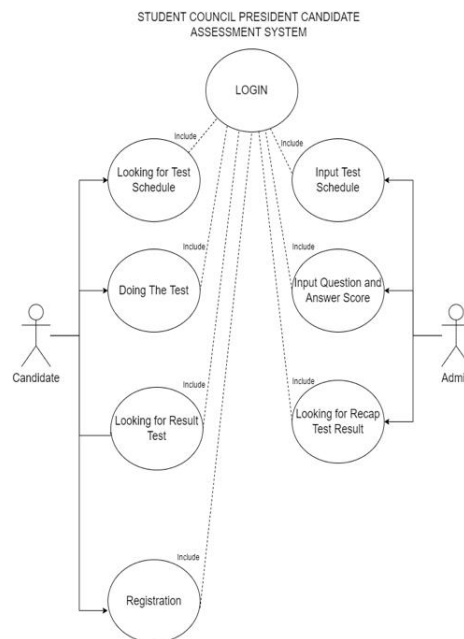 STUDENT COUNCIL PRESIDENT CANDIDATE
ASSESSMENT SYSTEM
LOGIN
Include
Include
Looking for Test
Schedule
Input Test
Schedule
Include
Include
Doing The Test
Input Question and
Answer Score
Candidate
Admi
Include
Include
Looking for Result
Test
Looking for Recap
Test Result
Include
Registration